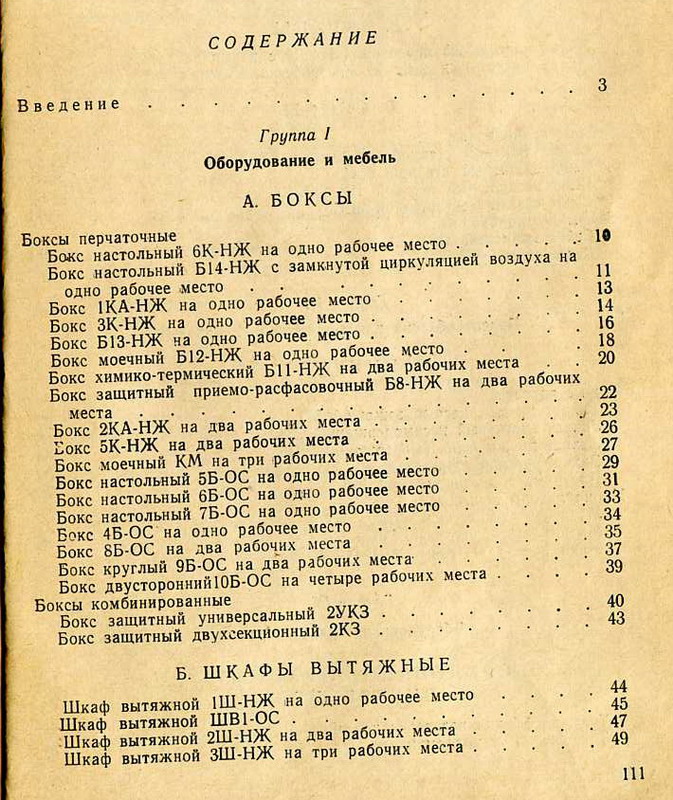 СОДЕРЖАНИЕ
Введение . . . . . . . . . . . . . . 3
Группа I
Оборудование и мебель
А. БОКСЫ
Боксы перчаточные
Бокс настольный 6К-НЖ на одно рабочее место . . . . . 10
Бокс настольный Б14-НЖ с замкнутой циркуляцией воздуха на
одно рабочее место . . . . . . . . . . . 11
Бокс 1КА-НЖ на одно рабочее место . . . . . . 13
Бокс 3К-НЖ на одно рабочее место . . . . . . . 14
Бокс Б13-НЖ на одно рабочее место . . . . . . . 16
Бокс моечный Б12-НЖ на одно рабочее место . . . . 18
Бокс химико-термический Б11-НЖ на два рабочих места . . 20
Бокс защитный приемо-расфасовочный Б8-НЖ на два рабочих
места . . . . . . . . . . . . . . 22
Бокс 2КА-НЖ на два рабочих места . . . . . . . 23
Бокс 5К-НЖ на два рабочих места . . . . . . . 26
Бокс моечный КМ на три рабочих места . . . . . . 27
Бокс настольный 5Б-ОС на одно рабочее место . . . . 29
Бокс настольный 6Б-ОС на одно рабочее место . . . . 31
Бокс настольный 7Б-ОС на одно рабочее место . . . . 33
Бокс 4Б-ОС на одно рабочее место . . . . . . . 34
Бокс 8Б-ОС на два рабочих места . . . . . . . 35
Бокс круглый 9Б-ОС на два рабочих места . . . . . 37
Бокс двусторонний10Б-ОС на четыре рабочих места . . . . 39
Боксы комбинированные
Бокс защитный универсальный 2УКЗ . . . . . . . 40
Бокс защитный двухсекционный 2КЗ . . . . . . . 43
Б. ШКАФЫ ВЫТЯЖНЫЕ
Шкаф вытяжной 1Ш-НЖ на одно рабочее место . . . . 44
Шкаф вытяжной ШВ1-ОС . . . . . . . . . . 45
Шкаф вытяжной 2Ш-НЖ на два рабочих места . . . . . 47
Шкаф вытяжной 3Ш-НЖ на три рабочих места . . . . . 49
111